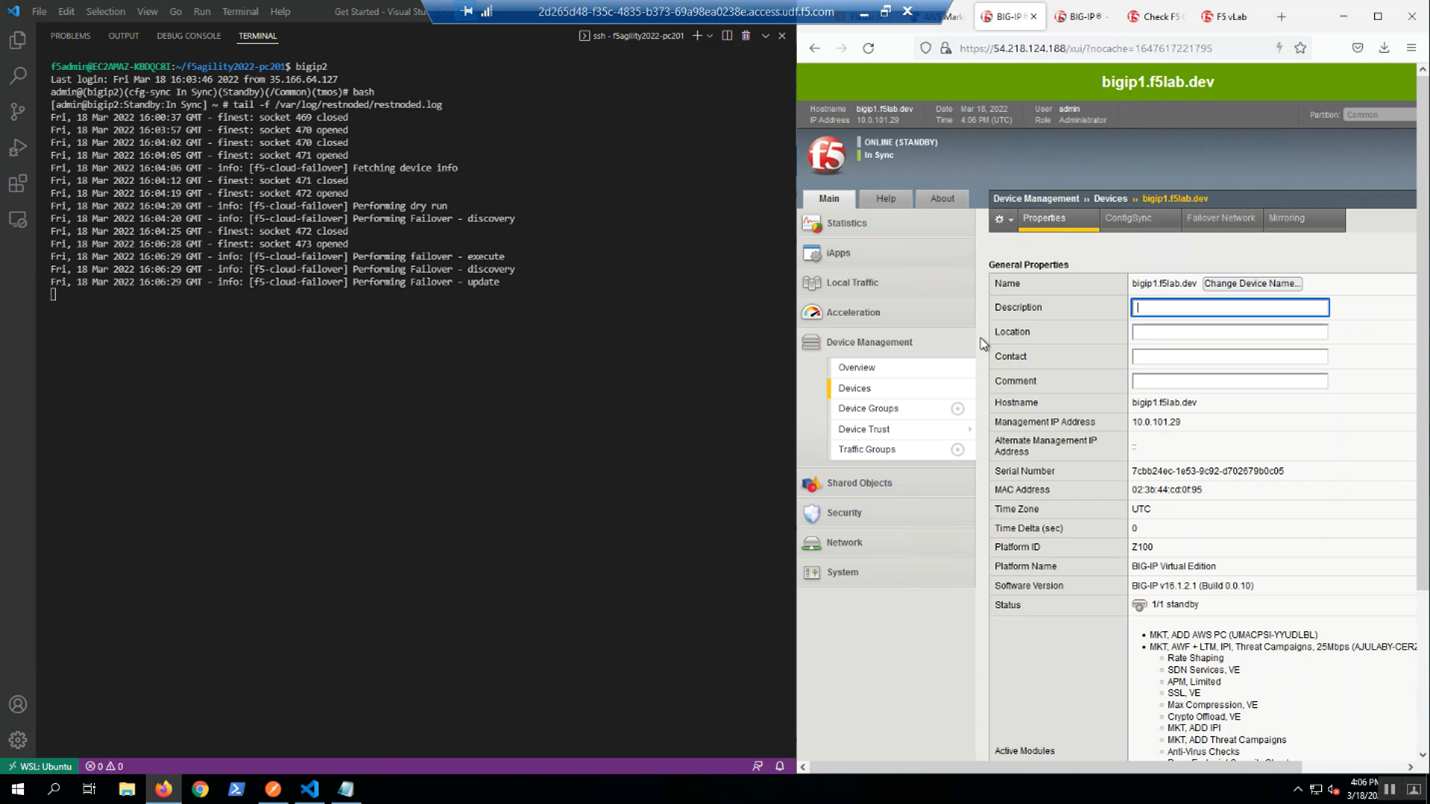 File Edit Selection View Go Run Terminal Help
Get Started - Visual Stu
2d265d48-f35c-4835-b373-69a98ea0238e.access.udf.f5.com
BIG-IP®
BIG-IP® -
Check F5 C
F5 vLab
PROBLEMS OUTPUT DEBUG CONSOLE TERMINAL
ssh - f5agility2022-pc201
https://54.218.124.188/xui/?nocache=1647617221795
f5admin@EC2AMAZ-KBDQC8I:~/f5agility2022-pc201$ bigip2
Last login: Fri Mar 18 16:03:46 2022 from 35.166.64.127
admin@(bigip2)(cfg-sync In Sync)(Standby)(/Common)(tmos)# bash
[admin@bigip2:Standby:In Sync] ~ # tail -f /var/log/restnoded/restnoded.log
Fri, 18 Mar 2022 16:00:37 GMT - finest: socket 469 closed
Fri, 18 Mar 2022 16:03:57 GMT - finest: socket 470 opened
Fri, 18 Mar 2022 16:04:02 GMT - finest: socket 470 closed
Fri, 18 Mar 2022 16:04:05 GMT - finest: socket 471 opened
Fri, 18 Mar 2022 16:04:06 GMT - info: [f5-cloud-failover] Fetching device info
Fri, 18 Mar 2022 16:04:12 GMT - finest: socket 471 closed
Fri, 18 Mar 2022 16:04:19 GMT - finest: socket 472 opened
Fri, 18 Mar 2022 16:04:20 GMT - info: [f5-cloud-failover] Performing dry run
Fri, 18 Mar 2022 16:04:20 GMT - info: [f5-cloud-failover] Performing Failover - discovery
Fri, 18 Mar 2022 16:04:25 GMT - finest: socket 472 closed
Fri, 18 Mar 2022 16:06:28 GMT - finest: socket 473 opened
Fri, 18 Mar 2022 16:06:29 GMT - info: [f5-cloud-failover] Performing failover - execute
Fri, 18 Mar 2022 16:06:29 GMT - info: [f5-cloud-failover] Performing Failover - discovery
Fri, 18 Mar 2022 16:06:29 GMT - info: [f5-cloud-failover] Performing Failover - update
bigip1.f5lab.dev
Hostname bigip1.f5lab.dev Date Mar 18, 2022 User admin
IP Address 10.0.101.29 Time 4:06 PM (UTC) Role Administrator
Partition: Common
f5
ONLINE (STANDBY)
In Sync
Main Help About
Device Management ›› Devices ›› bigip1.f5lab.dev
Properties ConfigSync Failover Network Mirroring
Statistics
iApps
Local Traffic
Acceleration
Device Management
Overview
Devices
Device Groups
Device Trust
Traffic Groups
Shared Objects
Security
Network
System
General Properties
Name bigip1.f5lab.dev Change Device Name...
Description
Location
Contact
Comment
Hostname bigip1.f5lab.dev
Management IP Address 10.0.101.29
Alternate Management IP Address ::
Serial Number 7cbb24ec-1e53-9c92-d702679b0c05
MAC Address 02:3b:44:cd:0f:95
Time Zone UTC
Time Delta (sec) 0
Platform ID Z100
Platform Name BIG-IP Virtual Edition
Software Version BIG-IP v16.1.2.1 (Build 0.0.10)
Status 1/1 standby
Active Modules
• MKT, ADD AWS PC (UMACPSI-YYUDLBL)
• MKT, AWF + LTM, IPI, Threat Campaigns, 25Mbps (AJULABY-CERZ
Rate Shaping
SDN Services, VE
APM, Limited
SSL, VE
Max Compression, VE
Crypto Offload, VE
MKT, ADD IPI
MKT, ADD Threat Campaigns
Anti-Virus Checks
WSL: Ubuntu 0 0
4:06 PM
3/18/20